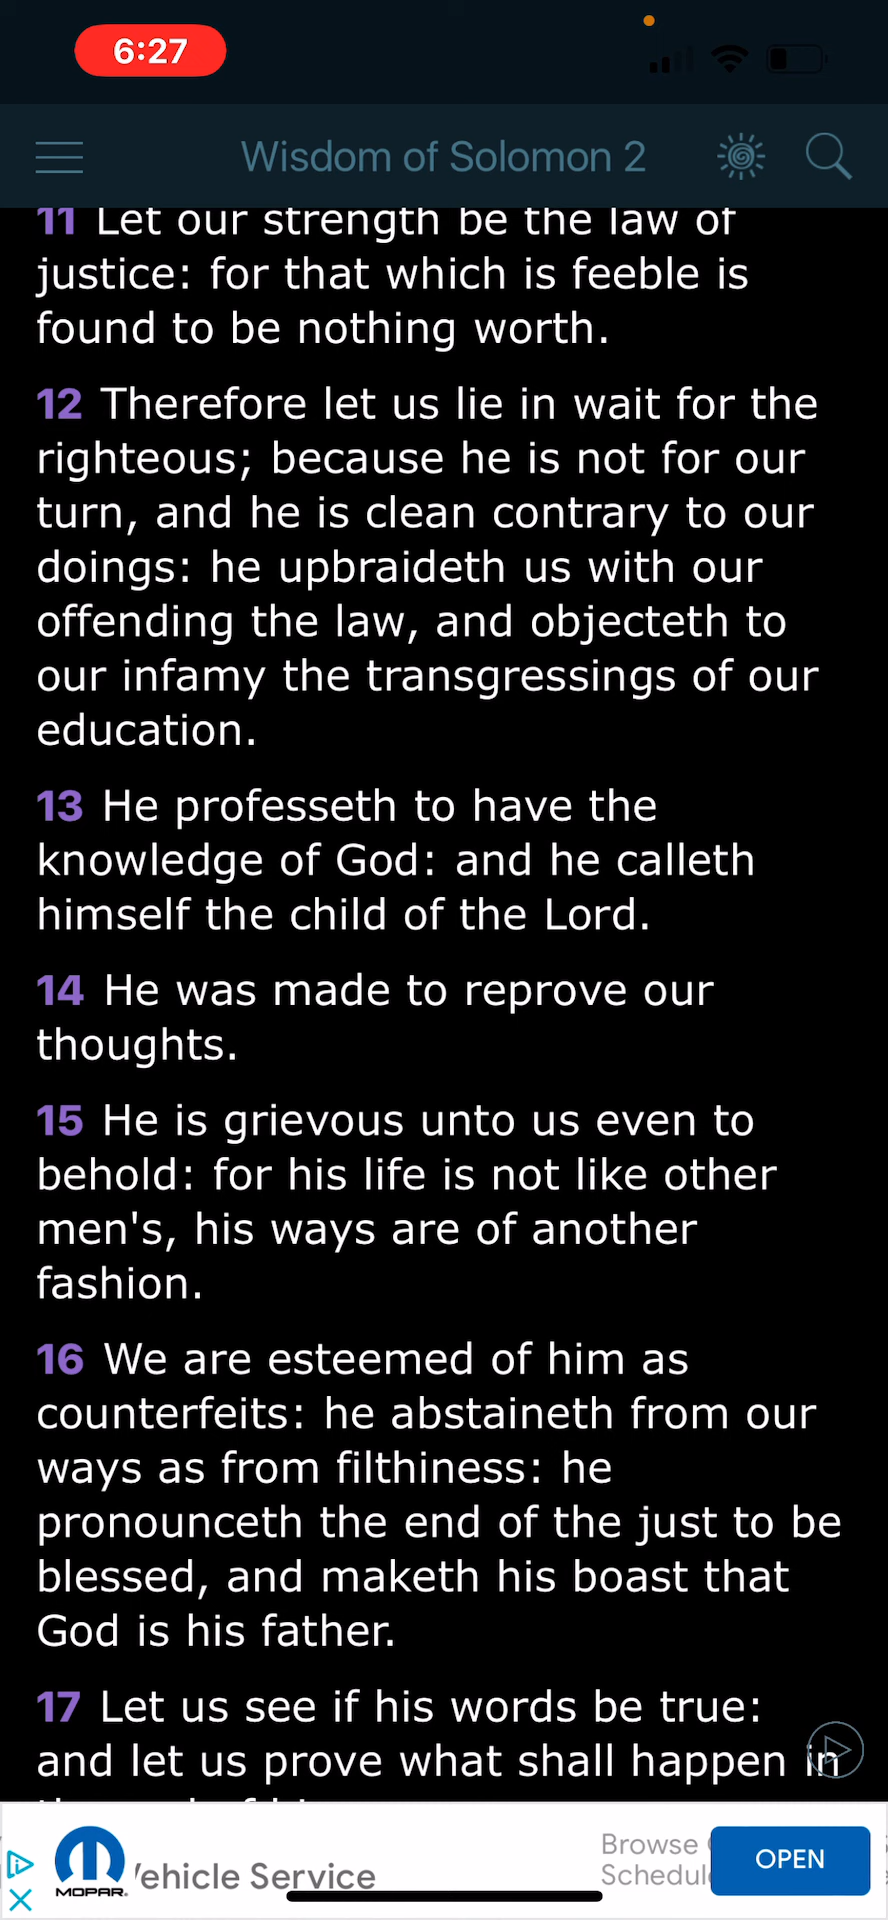 6:27
Wisdom of Solomon 2
11 Let our strength be the law of
justice: for that which is feeble is
found to be nothing worth.
12 Therefore let us lie in wait for the
righteous; because he is not for our
turn, and he is clean contrary to our
doings: he upbraideth us with our
offending the law, and objecteth to
our infamy the transgressings of our
education.
13 He professeth to have the
knowledge of God: and he calleth
himself the child of the Lord.
14 He was made to reprove our
thoughts.
15 He is grievous unto us even to
behold: for his life is not like other
men's, his ways are of another
fashion.
16 We are esteemed of him as
counterfeits: he abstaineth from our
ways as from filthiness: he
pronounceth the end of the just to be
blessed, and maketh his boast that
God is his father.
17 Let us see if his words be true:
and let us prove what shall happen in
MOPAR
Vehicle Service
Browse
OPEN